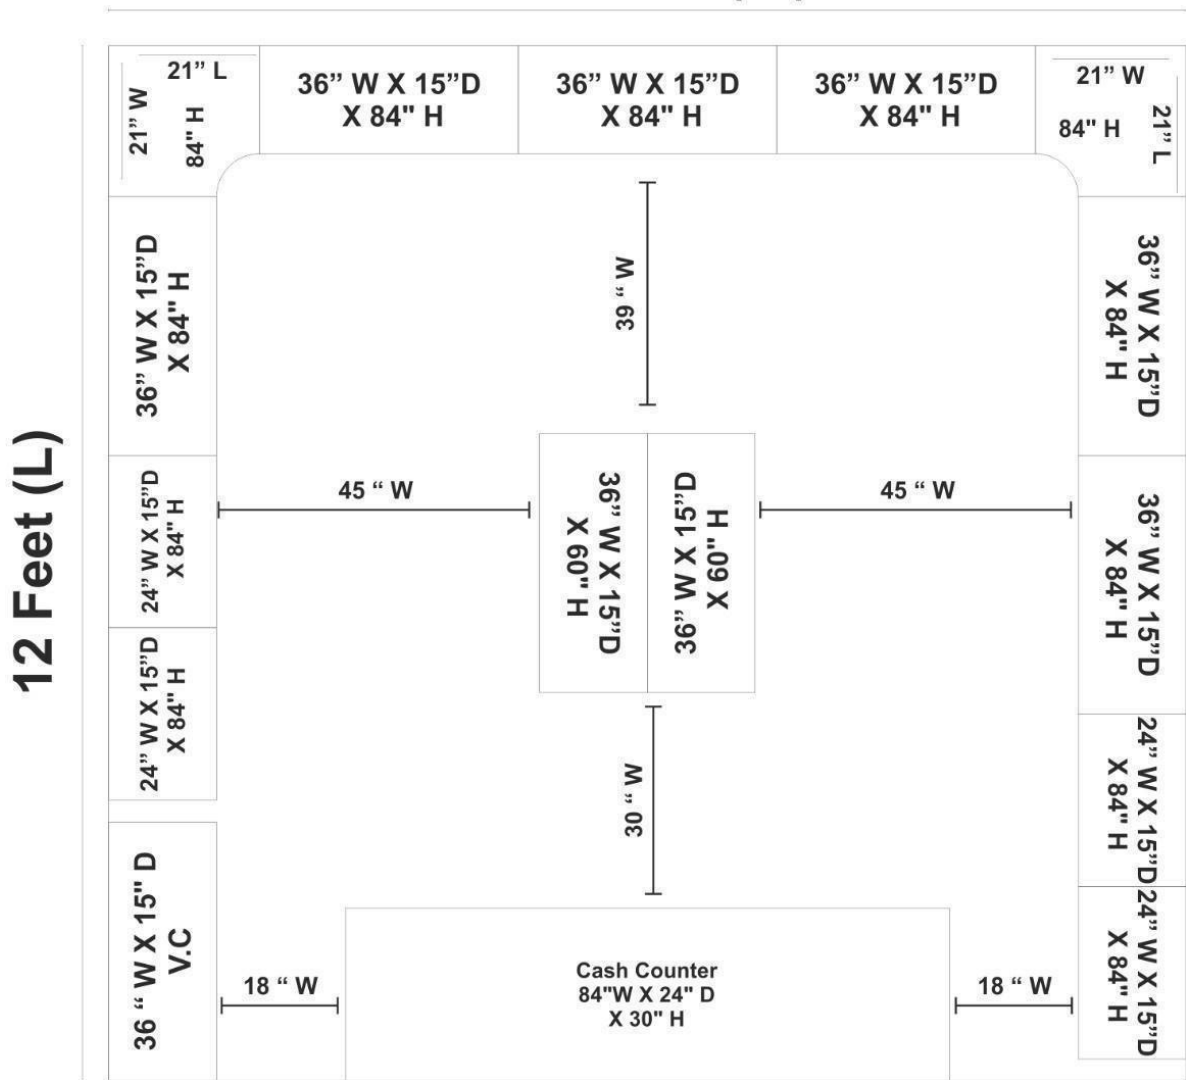 21” L
21” W
84" H
36” W X 15”D
X 84" H
36” W X 15”D
X 84" H
36” W X 15”D
X 84" H
21” W
84" H
21” L
36” W X 15”D
X 84" H
39 “ W
36” W X 15”D
X 84" H
12 Feet (L)
24” W X 15”D
X 84" H
45 “ W
36” W X 15”D
X 60" H
36” W X 15”D
X 60" H
45 “ W
36” W X 15”D
X 84" H
24” W X 15”D
X 84" H
30 “ W
24” W X 15”D
X 84" H
36 “ W X 15" D
V.C
18 “ W
Cash Counter
84"W X 24" D
X 30" H
18 “ W
24” W X 15”D
X 84" H